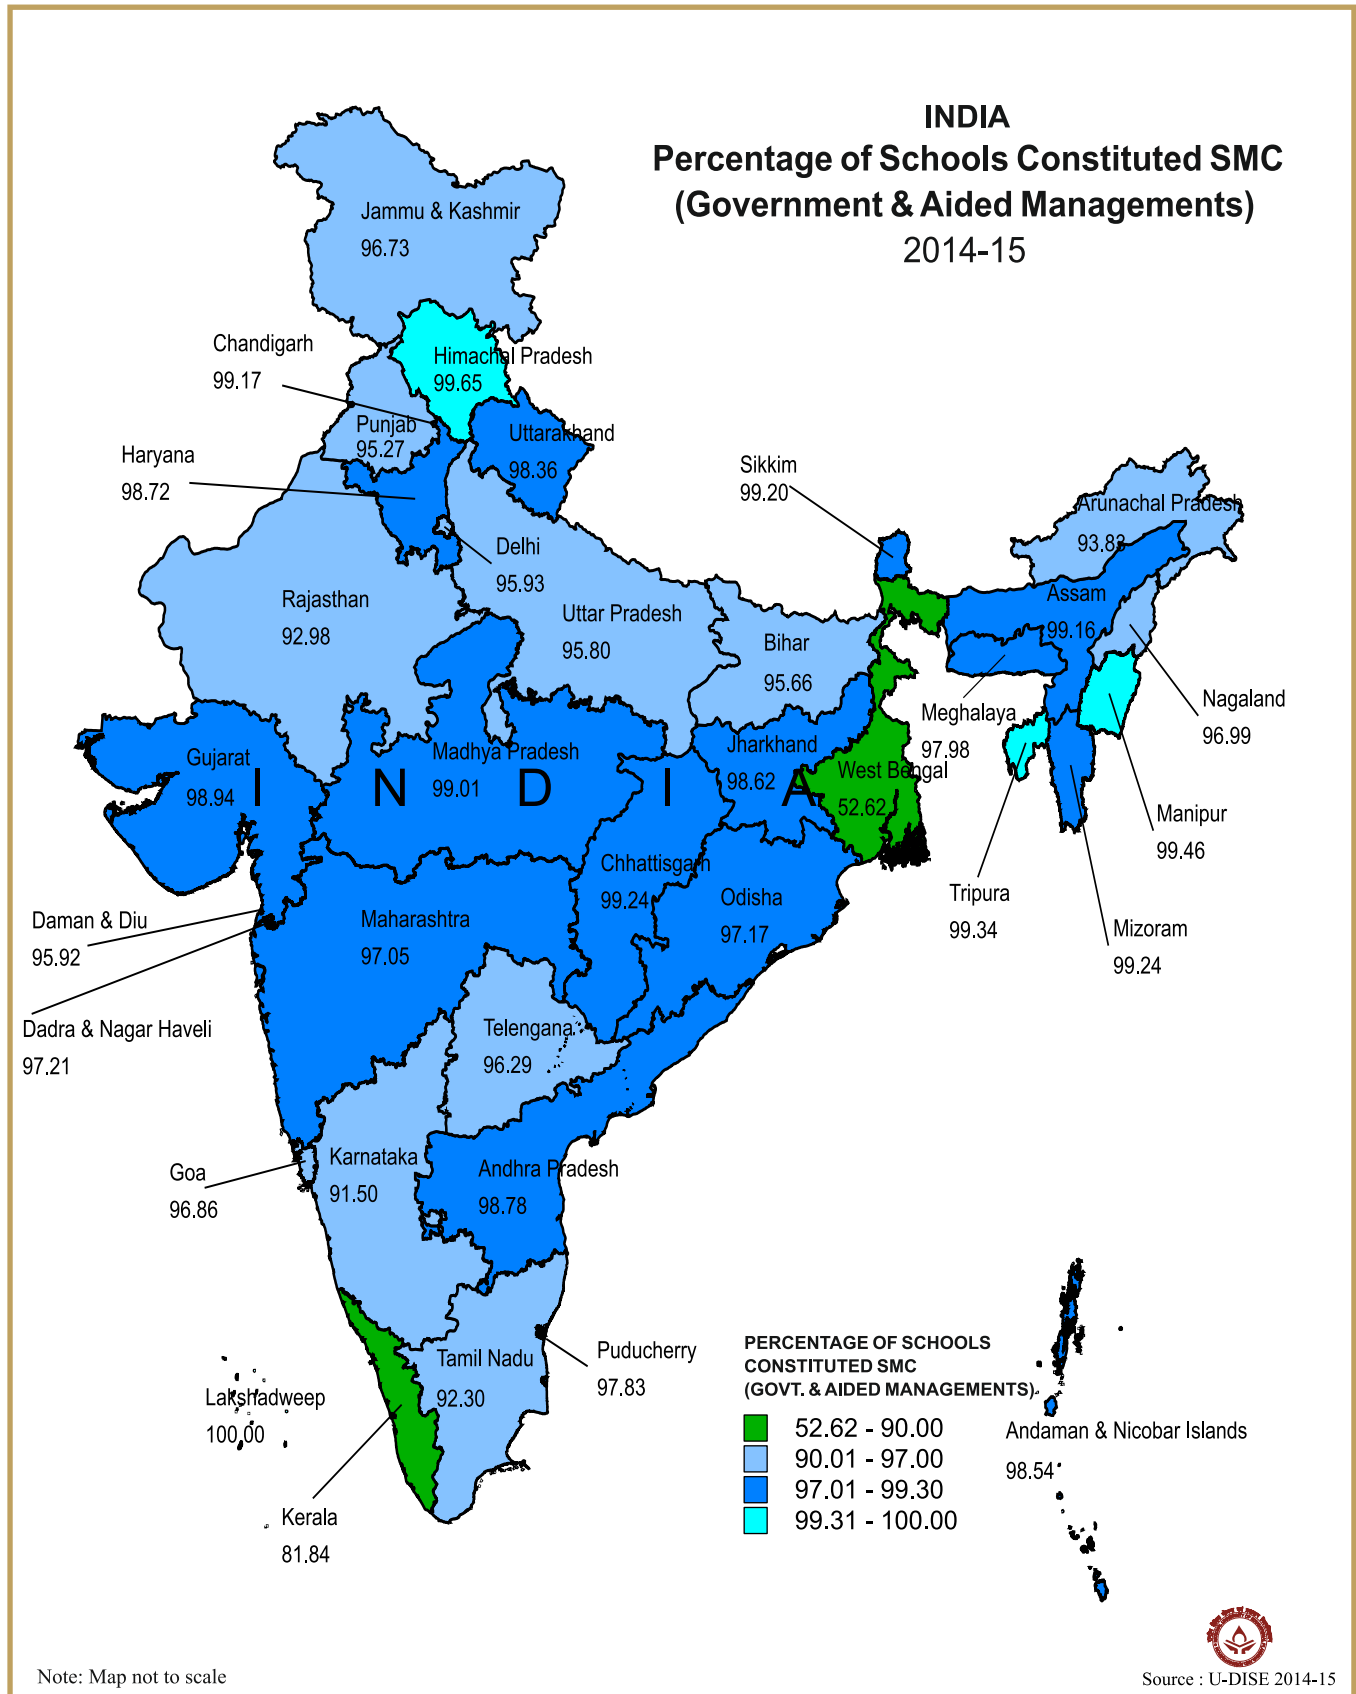 INDIA
Percentage of Schools Constituted SMC
(Government & Aided Managements)
2014-15
Jammu & Kashmir
96.73
Chandigarh
99.17
Himachal Pradesh
99.65
Punjab
95.27
Uttarakhand
98.36
Haryana
98.72
Sikkim
99.20
Arunachal Pradesh
93.83
Delhi
95.93
Rajasthan
92.98
Uttar Pradesh
95.80
Bihar
95.66
Assam
99.16
Nagaland
96.99
Meghalaya
97.98
Gujarat
98.94
Madhya Pradesh
99.01
Jharkhand
98.62
West Bengal
52.62
I N D I A
Manipur
99.46
Chhattisgarh
99.24
Odisha
97.17
Tripura
99.34
Mizoram
99.24
Daman & Diu
95.92
Maharashtra
97.05
Dadra & Nagar Haveli
97.21
Telengana
96.29
Goa
96.86
Karnataka
91.50
Andhra Pradesh
98.78
Puducherry
97.83
Tamil Nadu
92.30
Lakshadweep
100.00
Kerala
81.84
PERCENTAGE OF SCHOOLS
CONSTITUTED SMC
(GOVT. & AIDED MANAGEMENTS)
52.62 - 90.00
90.01 - 97.00
97.01 - 99.30
99.31 - 100.00
Andaman & Nicobar Islands
98.54
Note: Map not to scale
Source : U-DISE 2014-15